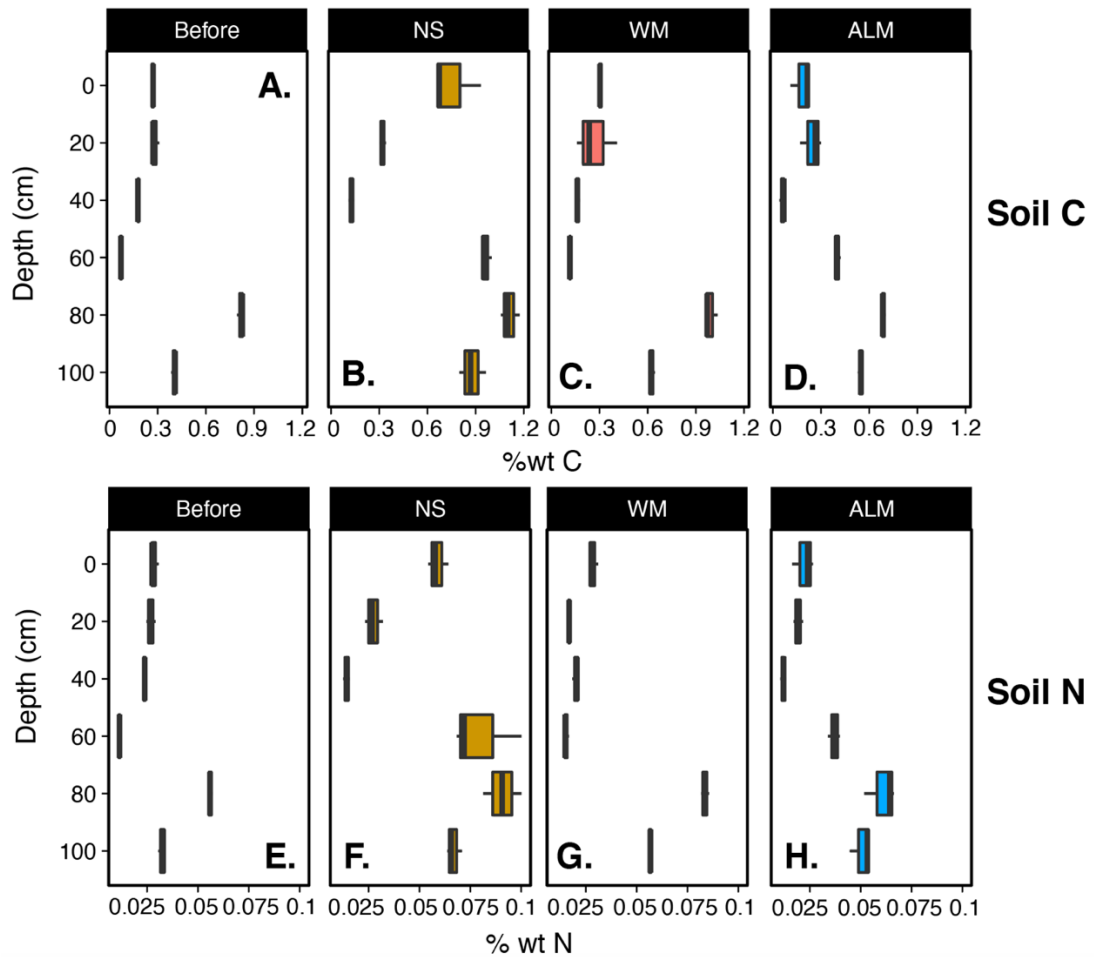 Before NS WM ALM
A.
B. C. D.
0
20
40
60
80
100
Depth (cm)
Soil C
0 0.3 0.6 0.9 1.2 0 0.3 0.6 0.9 1.2 0 0.3 0.6 0.9 1.2 0 0.3 0.6 0.9 1.2
%wt C
Before NS WM ALM
0
20
40
60
80
100
Depth (cm)
Soil N
E. F. G. H.
0.025 0.05 0.075 0.1 0.025 0.05 0.075 0.1 0.025 0.05 0.075 0.1 0.025 0.05 0.075 0.1
% wt N